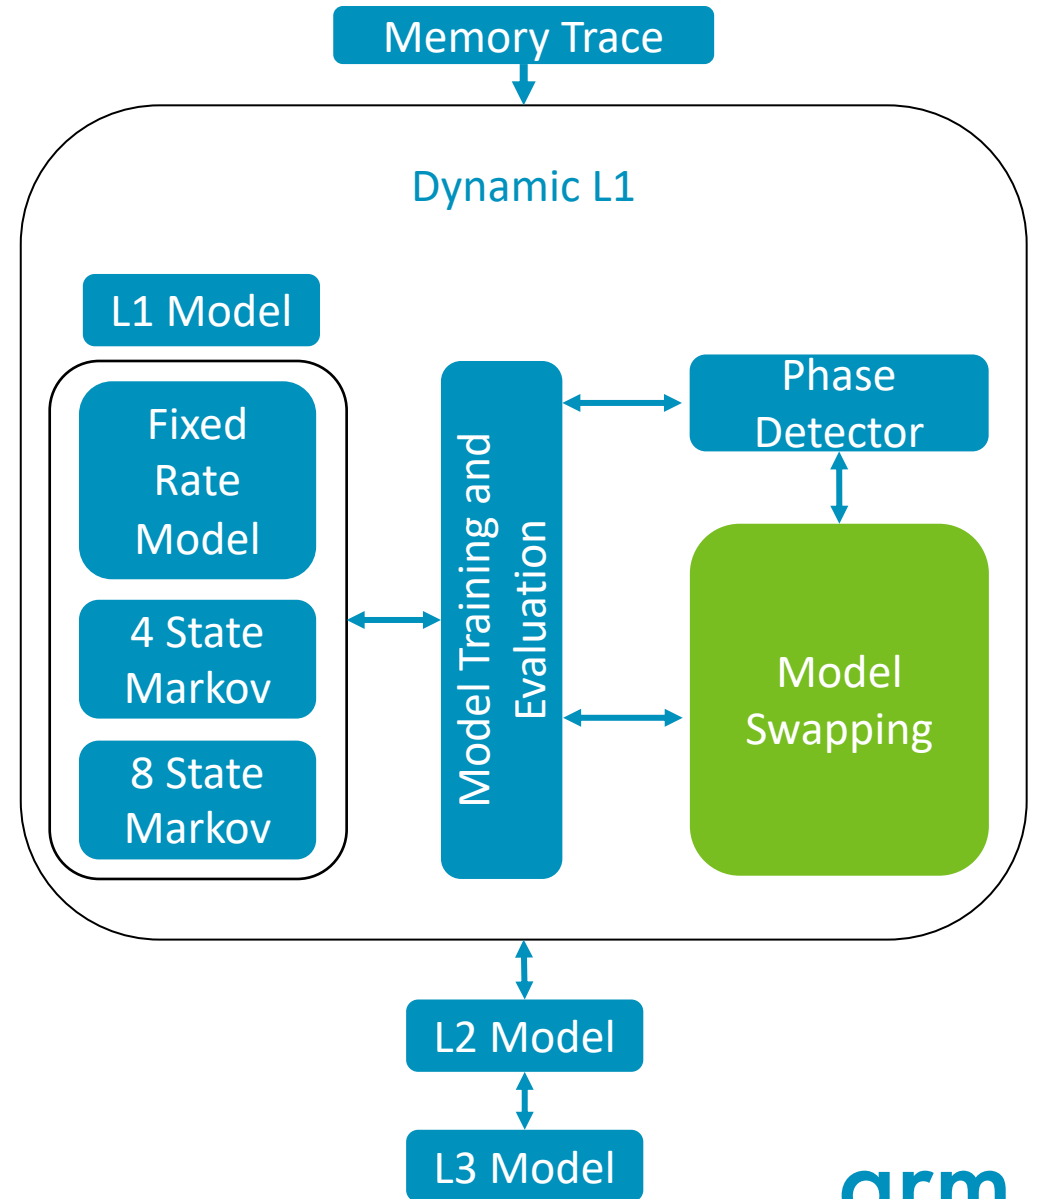 Memory Trace
Dynamic L1
L1 Model
Fixed
Rate
Model
4 State
Markov
8 State
Markov
Model Training and
Evaluation
Phase
Detector
Model
Swapping
L2 Model
L3 Model
arm